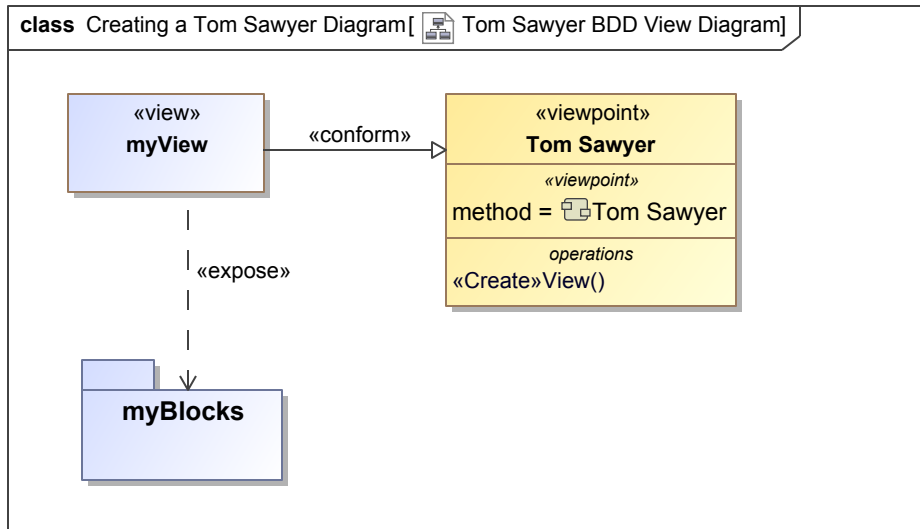 class Creating a Tom Sawyer Diagram[ Tom Sawyer BDD View Diagram]
«view»
myView
«conform»
«viewpoint»
Tom Sawyer
«viewpoint»
method = Tom Sawyer
operations
«Create»View()
«expose»
myBlocks